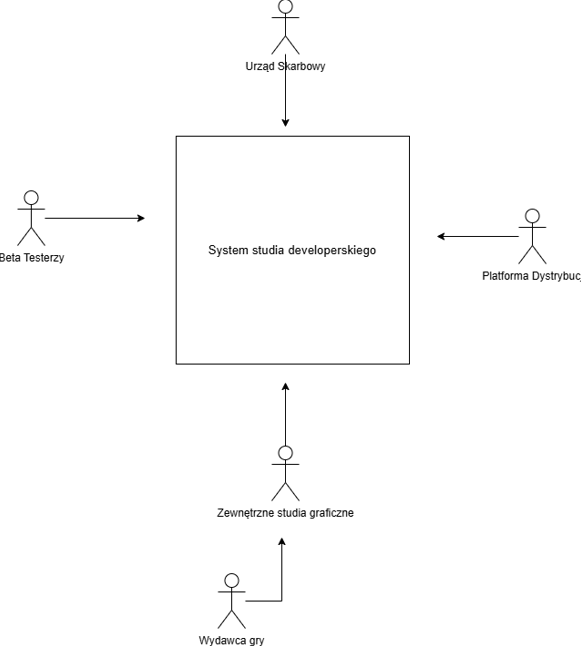 Urząd Skarbowy
System studia developerskiego
Beta Testerzy
Platforma Dystrybuc
Zewnętrzne studia graficzne
Wydawca gry